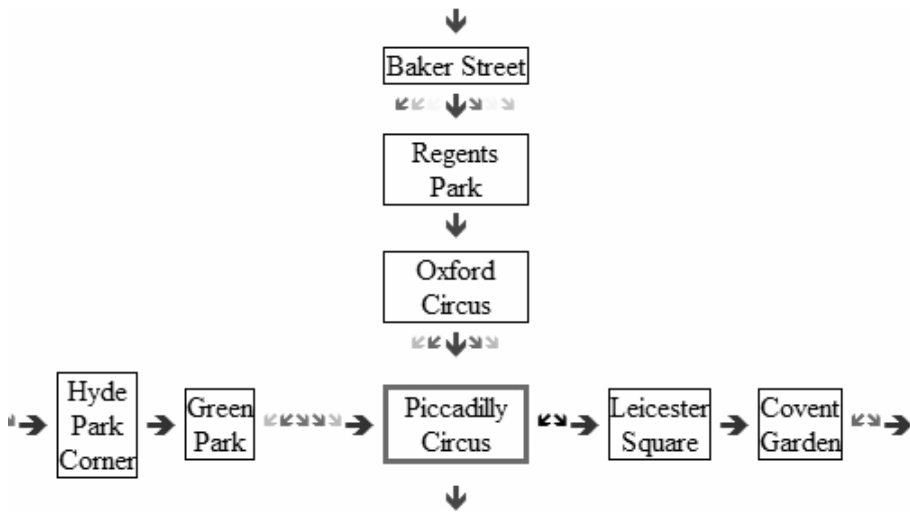 Baker Street
Regents
Park
Oxford
Circus
Hyde
Park
Corner
Green
Park
Piccadilly
Circus
Leicester
Square
Covent
Garden